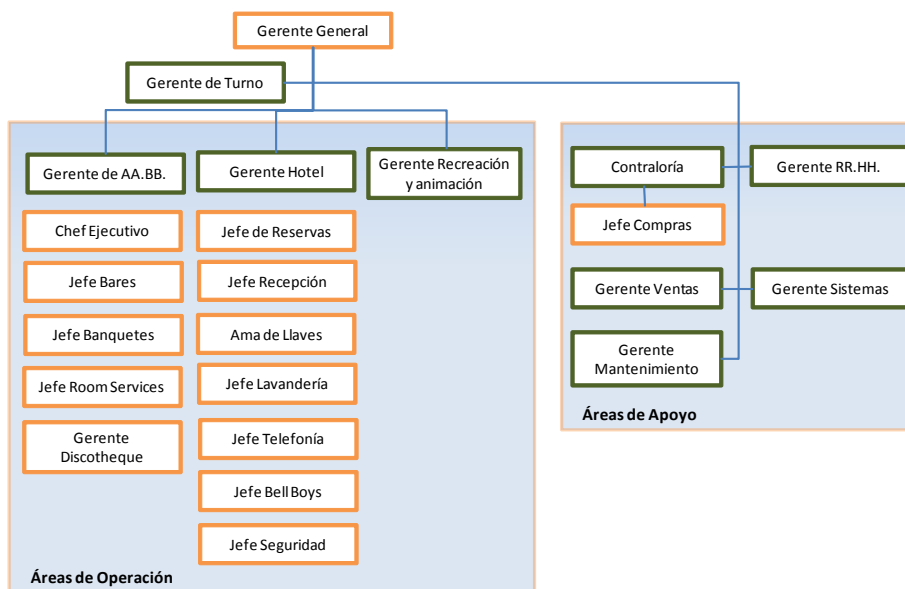 Gerente General
Gerente de Turno
Gerente de AA.BB.
Chef Ejecutivo
Jefe Bares
Jefe Banquetes
Jefe Room Services
Gerente
Discotheque
Gerente Hotel
Jefe de Reservas
Jefe Recepción
Ama de Llaves
Jefe Lavandería
Jefe Telefonía
Jefe Bell Boys
Jefe Seguridad
Gerente Recreación
y animación
Áreas de Operación
Contraloría
Gerente RR.HH.
Jefe Compras
Gerente Ventas
Gerente Sistemas
Gerente
Mantenimiento
Áreas de Apoyo